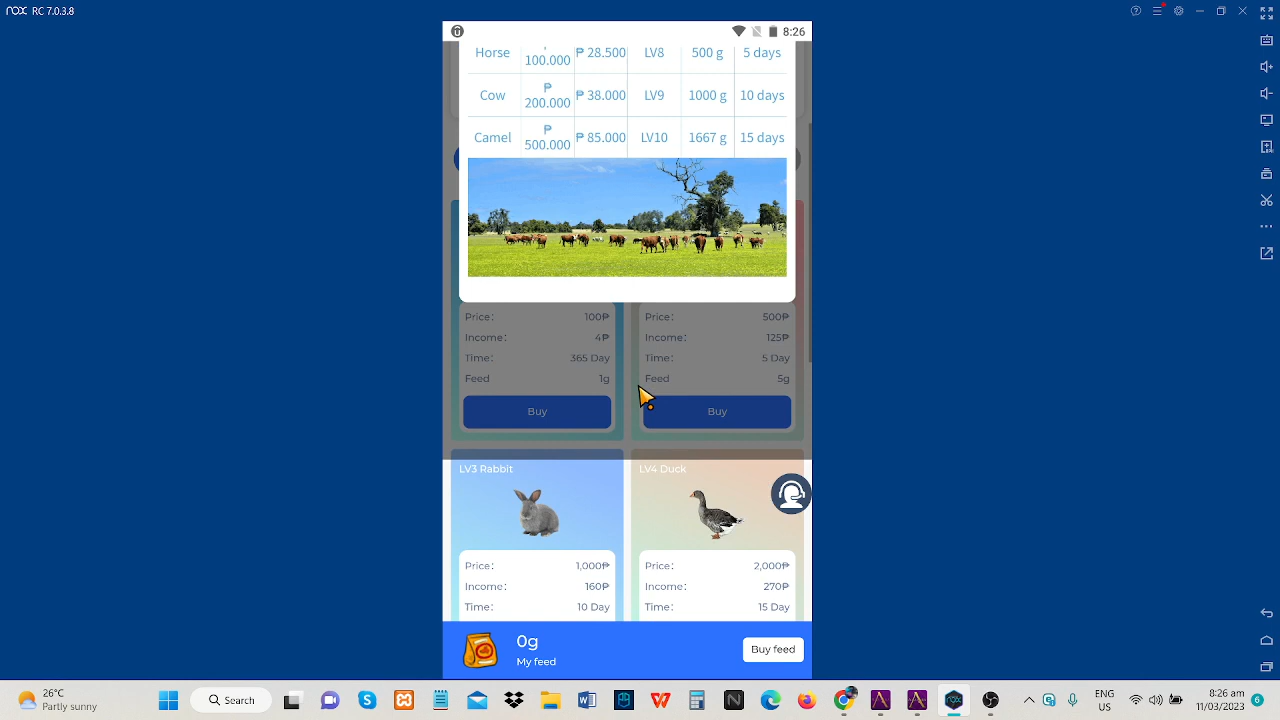 nox RC 7.0.3.8
8:26
Horse 100.000 ₱ 28.500 LV8 500 g 5 days
Cow ₱ 200.000 ₱ 38.000 LV9 1000 g 10 days
Camel ₱ 500.000 ₱ 85.000 LV10 1667 g 15 days
Price: 100₱
Income: 4₱
Time: 365 Day
Feed 1g
Buy
Price: 500₱
Income: 125₱
Time: 5 Day
Feed 5g
Buy
LV3 Rabbit
Price: 1,000₱
Income: 160₱
Time: 10 Day
LV4 Duck
Price: 2,000₱
Income: 270₱
Time: 15 Day
0g
My feed
Buy feed
26°C
Partly sunny
Search
ENG
US
8:26 am
11/03/2023
6